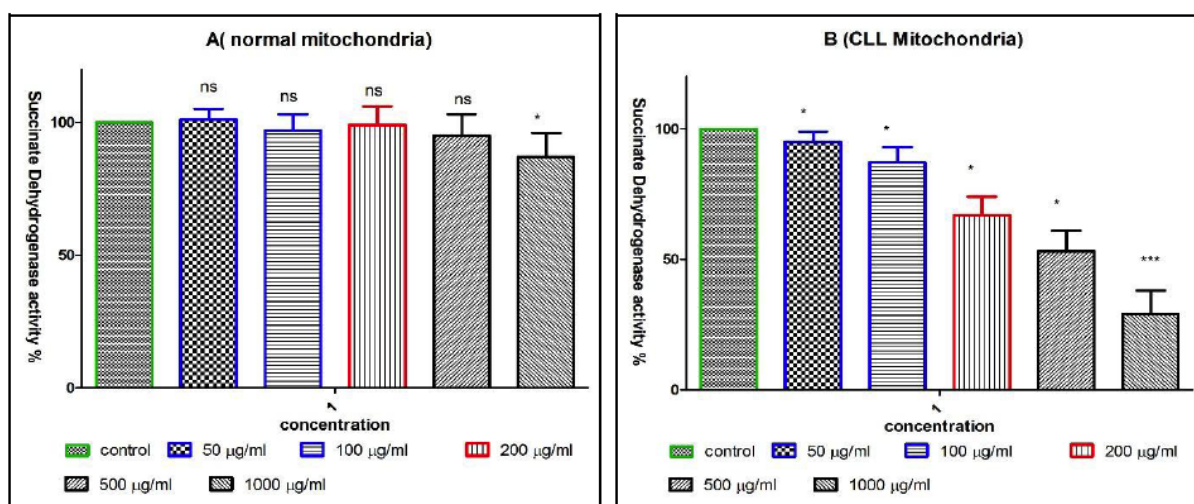 A( normal mitochondria)
Succinate Dehydrogenase activity %
100
50
0
ns
ns
ns
ns
*
1
concentration
control
50 µg/ml
100 µg/ml
200 µg/ml
500 µg/ml
1000 µg/ml
B (CLL Mitochondria)
Succinate Dehydrogenase activity %
100
50
0
*
*
*
*
***
1
concentration
control
50 µg/ml
100 µg/ml
200 µg/ml
500 µg/ml
1000 µg/ml